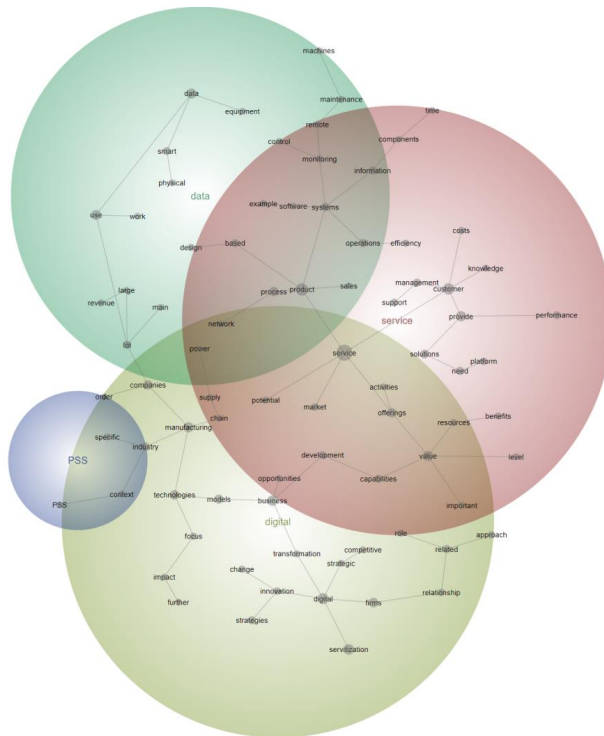 machines
data
maintenance
equipment
time
remote
control
components
smart
monitoring
information
physical
data
example
software
systems
use
work
costs
design
based
operations
efficiency
knowledge
management
customer
large
process
product
sales
revenue
main
support
provide
performance
network
service
lot
power
service
solutions
platform
need
companies
activities
order
supply
potential
market
offerings
chain
benefits
resources
manufacturing
specific
industry
development
value
level
PSS
opportunities
capabilities
context
technologies
models
business
PSS
important
digital
role
approach
focus
related
transformation
competitive
strategic
change
impact
innovation
relationship
digital
firms
further
strategies
servilization